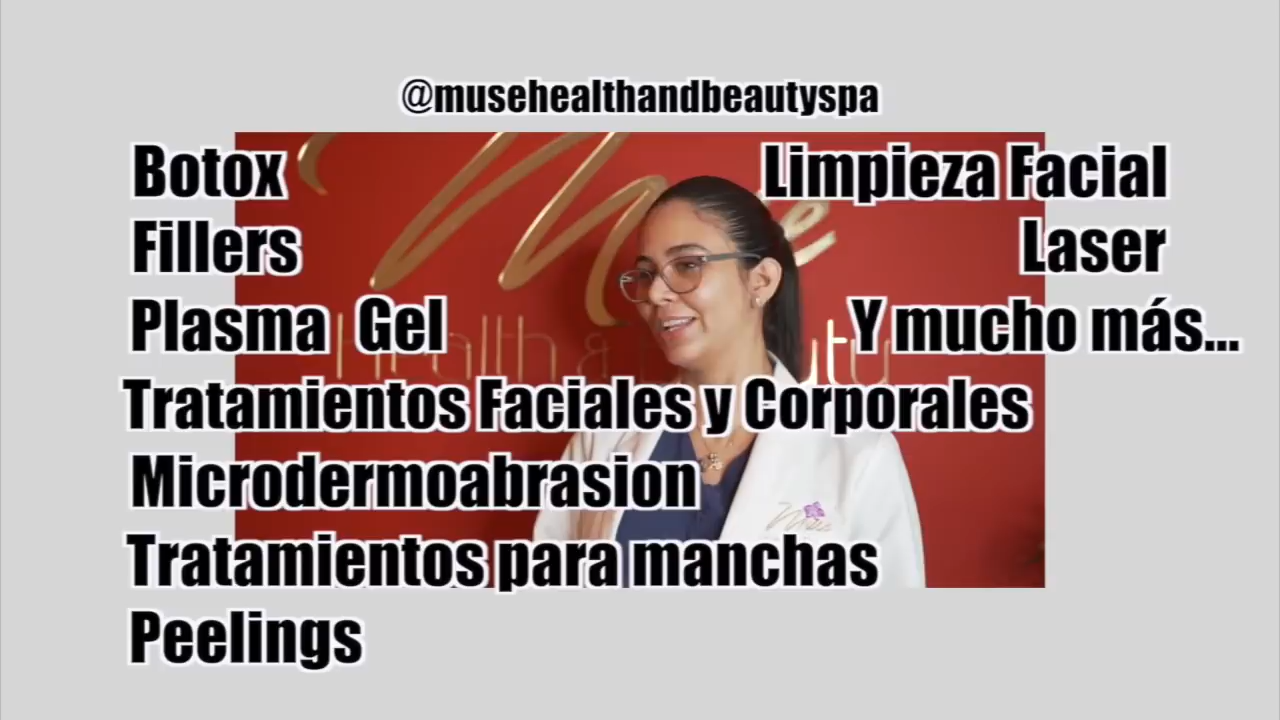 @musehealthandbeautyspa
Botox
Limpieza Facial
Fillers
Laser
Plasma Gel
Y mucho más...
Tratamientos Faciales y Corporales
Microdermoabrasion
Tratamientos para manchas
Peelings